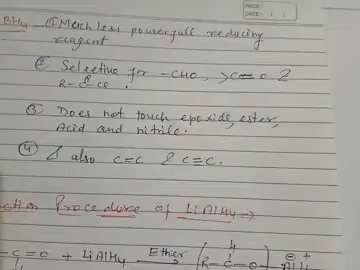 PAGE:
DATE: / /
BH4 ① Much less powerfull reducing
reagent
② Selective for -CHO, >C=O &
R-C-Cl.
③ Does not touch epoxide, ester,
Acid and nitrile.
④ & also C=C & C≡C.
ction Procedure of LiAlH4 →
-C=O + LiAlH4 Ether
H
R-C-O